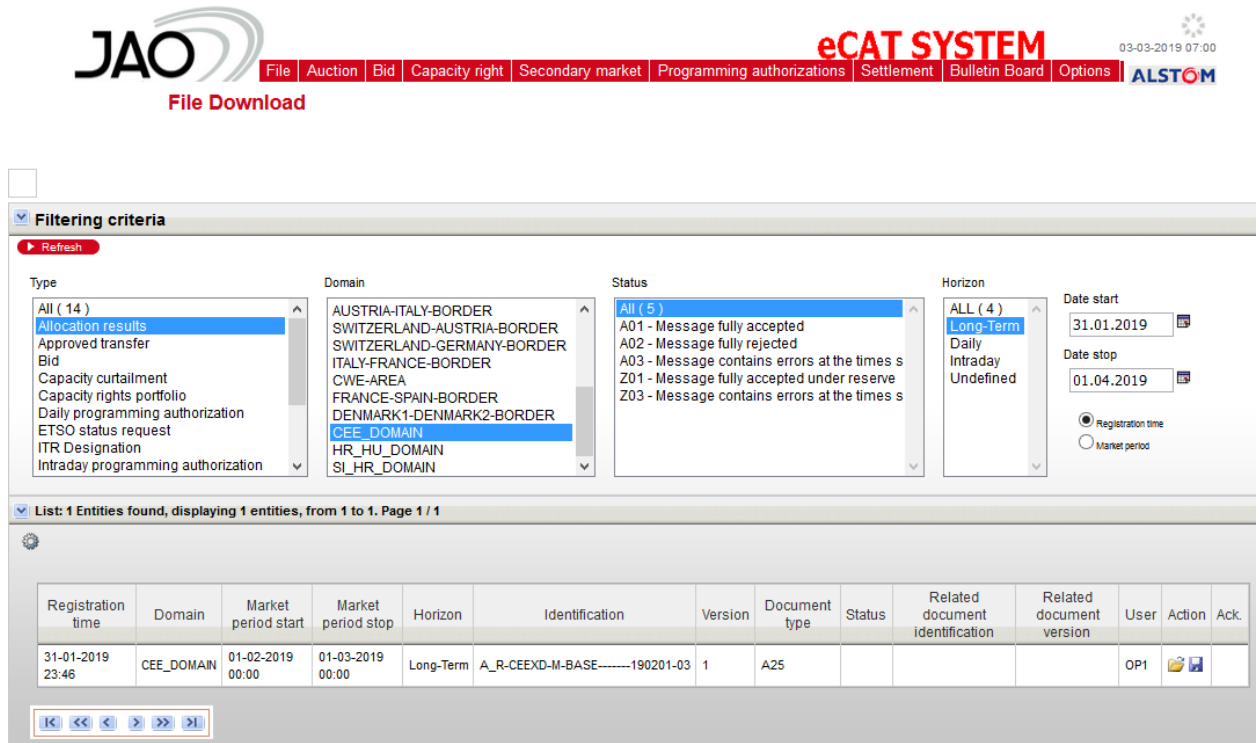 JAO
eCAT SYSTEM
03-03-2019 07:00
File Auction Bid Capacity right Secondary market Programming authorizations Settlement Bulletin Board Options
ALSTOM
File Download
Filtering criteria
Refresh
Type
All ( 14 )
Allocation results
Approved transfer
Bid
Capacity curtailment
Capacity rights portfolio
Daily programming authorization
ETSO status request
ITR Designation
Intraday programming authorization
Domain
AUSTRIA-ITALY-BORDER
SWITZERLAND-AUSTRIA-BORDER
SWITZERLAND-GERMANY-BORDER
ITALY-FRANCE-BORDER
CWE-AREA
FRANCE-SPAIN-BORDER
DENMARK1-DENMARK2-BORDER
CEE_DOMAIN
HR_HU_DOMAIN
SI_HR_DOMAIN
Status
All ( 5 )
A01 - Message fully accepted
A02 - Message fully rejected
A03 - Message contains errors at the times s
Z01 - Message fully accepted under reserve
Z03 - Message contains errors at the times s
Horizon
ALL ( 4 )
Long-Term
Daily
Intraday
Undefined
Date start
31.01.2019
Date stop
01.04.2019
Registration time
Market period
List: 1 Entities found, displaying 1 entities, from 1 to 1. Page 1 / 1
Registration time Domain Market period start Market period stop Horizon Identification Version Document type Status Related document identification Related document version User Action Ack.
31-01-2019 23:46 CEE_DOMAIN 01-02-2019 00:00 01-03-2019 00:00 Long-Term A_R-CEEXD-M-BASE-------190201-03 1 A25 OP1